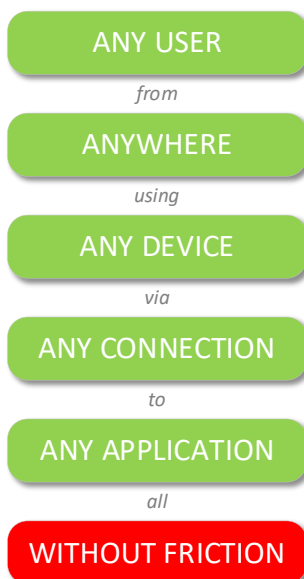 ANY USER
from
ANYWHERE
using
ANY DEVICE
via
ANY CONNECTION
to
ANY APPLICATION
all
WITHOUT FRICTION